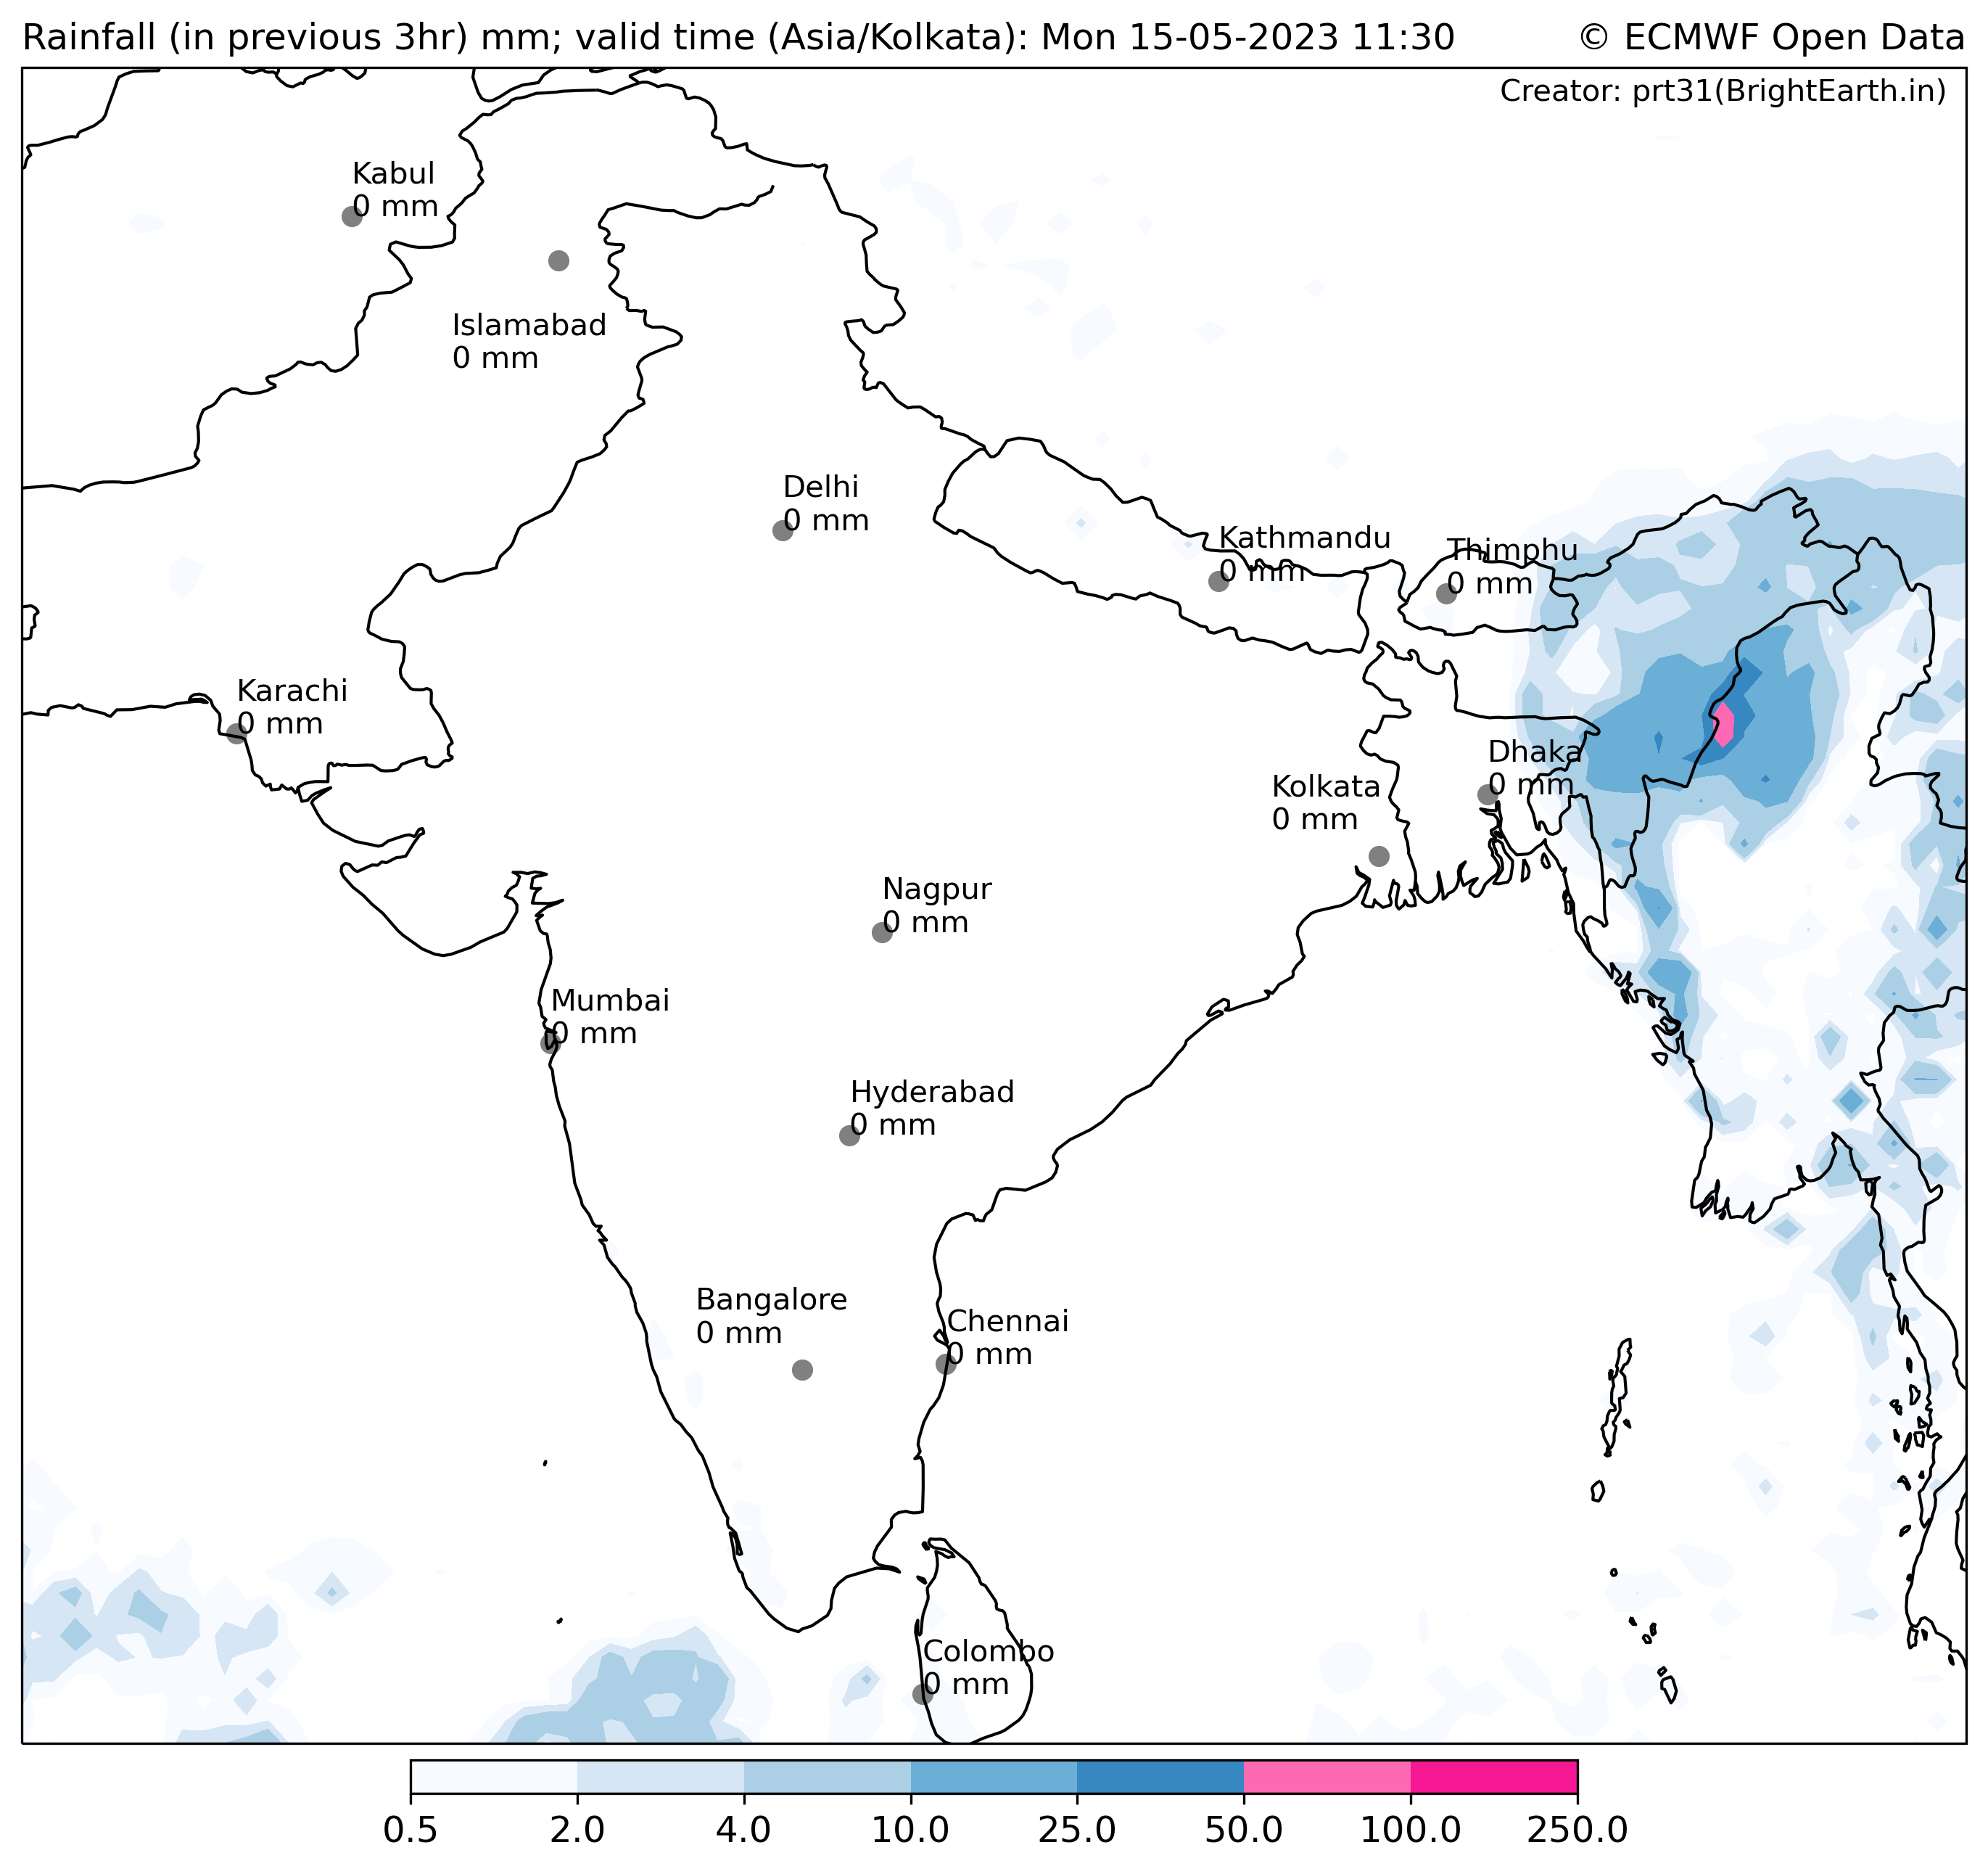 Rainfall (in previous 3hr) mm; valid time (Asia/Kolkata): Mon 15-05-2023 11:30
© ECMWF Open Data
Creator: prt31(BrightEarth.in)
Kabul
0 mm
Islamabad
0 mm
Delhi
0 mm
Kathmandu
0 mm
Thimphu
0 mm
Karachi
0 mm
Dhaka
0 mm
Kolkata
0 mm
Nagpur
0 mm
Mumbai
0 mm
Hyderabad
0 mm
Bangalore
0 mm
Chennai
0 mm
Colombo
0 mm
0.5 2.0 4.0 10.0 25.0 50.0 100.0 250.0